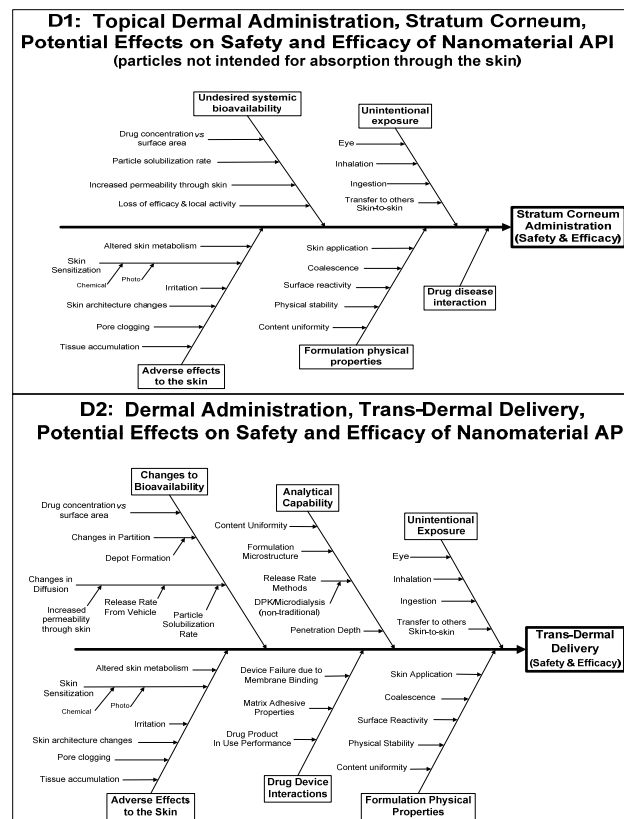 D1: Topical Dermal Administration, Stratum Corneum,
Potential Effects on Safety and Efficacy of Nanomaterial API
(particles not intended for absorption through the skin)
Undesired systemic
bioavailability
Unintentional
exposure
Drug concentration vs
surface area
Particle solubilization rate
Increased permeability through skin
Loss of efficacy & local activity
Eye
Inhalation
Ingestion
Transfer to others
Skin-to-skin
Stratum Corneum
Administration
(Safety & Efficacy)
Altered skin metabolism
Skin
Sensitization
Chemical
Photo
Irritation
Skin architecture changes
Pore clogging
Tissue accumulation
Adverse effects
to the skin
Skin application
Coalescence
Surface reactivity
Physical stability
Content uniformity
Formulation physical
properties
Drug disease
interaction
D2: Dermal Administration, Trans-Dermal Delivery,
Potential Effects on Safety and Efficacy of Nanomaterial AP
Changes to
Bioavailability
Analytical
Capability
Unintentional
Exposure
Drug concentration vs
surface area
Changes in Partition
Depot Formation
Changes in
Diffusion
Increased
permeability
through skin
Release Rate
From Vehicle
Particle
Solubilization
Rate
Content Uniformity
Formulation
Microstructure
Release Rate
Methods
DPK/Microdialysis
(non-traditional)
Penetration Depth
Eye
Inhalation
Ingestion
Transfer to others
Skin-to-skin
Trans-Dermal
Delivery
(Safety & Efficacy)
Altered skin metabolism
Skin
Sensitization
Chemical
Photo
Irritation
Skin architecture changes
Pore clogging
Tissue accumulation
Adverse Effects
to the Skin
Device Failure due to
Membrane Binding
Matrix Adhesive
Properties
Drug Product
In Use Performance
Drug Device
Interactions
Skin Application
Coalescence
Surface Reactivity
Physical Stability
Content uniformity
Formulation Physical
Properties